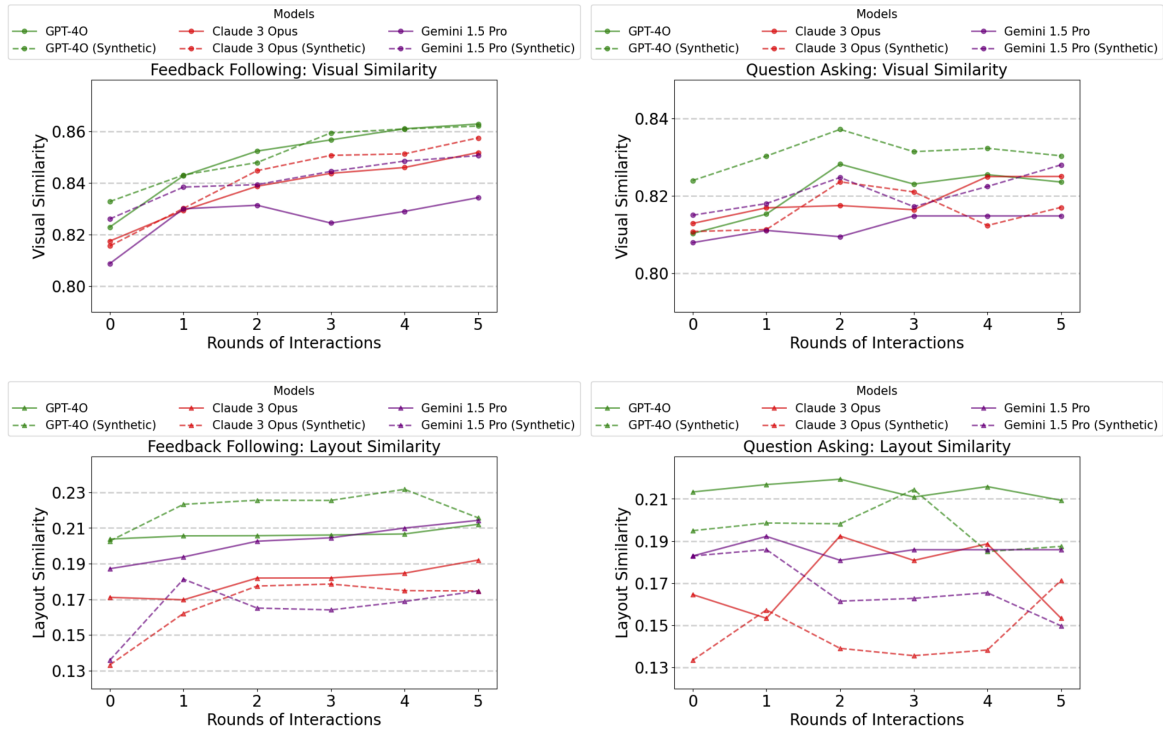 Models
GPT-4O Claude 3 Opus Gemini 1.5 Pro
GPT-4O (Synthetic) Claude 3 Opus (Synthetic) Gemini 1.5 Pro (Synthetic)
Feedback Following: Visual Similarity
Visual Similarity
0.86
0.84
0.82
0.80
0 1 2 3 4 5
Rounds of Interactions
Models
GPT-4O Claude 3 Opus Gemini 1.5 Pro
GPT-4O (Synthetic) Claude 3 Opus (Synthetic) Gemini 1.5 Pro (Synthetic)
Question Asking: Visual Similarity
Visual Similarity
0.84
0.82
0.80
0 1 2 3 4 5
Rounds of Interactions
Models
GPT-4O Claude 3 Opus Gemini 1.5 Pro
GPT-4O (Synthetic) Claude 3 Opus (Synthetic) Gemini 1.5 Pro (Synthetic)
Feedback Following: Layout Similarity
Layout Similarity
0.23
0.21
0.19
0.17
0.15
0.13
0 1 2 3 4 5
Rounds of Interactions
Models
GPT-4O Claude 3 Opus Gemini 1.5 Pro
GPT-4O (Synthetic) Claude 3 Opus (Synthetic) Gemini 1.5 Pro (Synthetic)
Question Asking: Layout Similarity
Layout Similarity
0.21
0.19
0.17
0.15
0.13
0 1 2 3 4 5
Rounds of Interactions